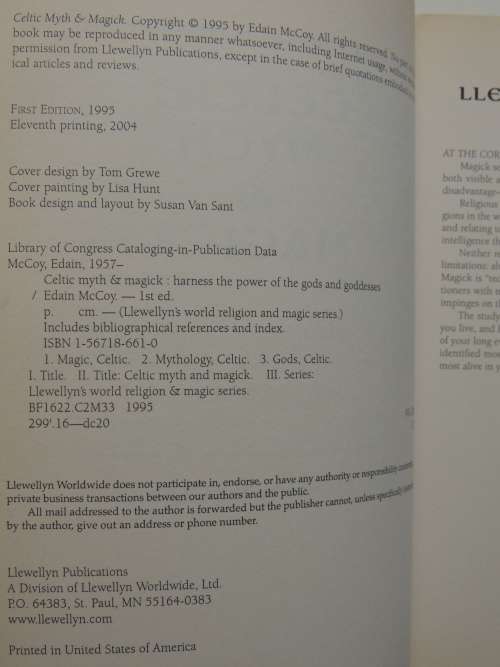 Celtic Myth & Magick. Copyright © 1995 by Edain McCoy. All rights reserved. No part of
book may be reproduced in any manner whatsoever, including Internet usage, without
permission from Llewellyn Publications, except in the case of brief quotations embodied in
ical articles and reviews.
FIRST EDITION, 1995
Eleventh printing, 2004
Cover design by Tom Grewe
Cover painting by Lisa Hunt
Book design and layout by Susan Van Sant
Library of Congress Cataloging-in-Publication Data
McCoy, Edain, 1957–
Celtic myth & magick : harness the power of the gods and goddesses
/ Edain McCoy. — 1st ed.
p. cm. — (Llewellyn's world religion and magic series.)
Includes bibliographical references and index.
ISBN 1-56718-661-0
1. Magic, Celtic. 2. Mythology, Celtic. 3. Gods, Celtic.
I. Title. II. Title: Celtic myth and magick. III. Series:
Llewellyn's world religion & magic series.
BF1622.C2M33 1995
299'.16—dc20
Llewellyn Worldwide does not participate in, endorse, or have any authority or responsibility concerning
private business transactions between our authors and the public.
All mail addressed to the author is forwarded but the publisher cannot, unless specifically
by the author, give out an address or phone number.
Llewellyn Publications
A Division of Llewellyn Worldwide, Ltd.
P.O. 64383, St. Paul, MN 55164-0383
www.llewellyn.com
Printed in United States of America
LLE
AT THE COR
Magick se
both visible a
disadvantage—
Religious
gions in the w
and relating t
intelligence th
Neither m
limitations: al
Magick is "tec
tioners with n
impinges on th
The study
you live, and
of your long e
identified mo
most alive in y